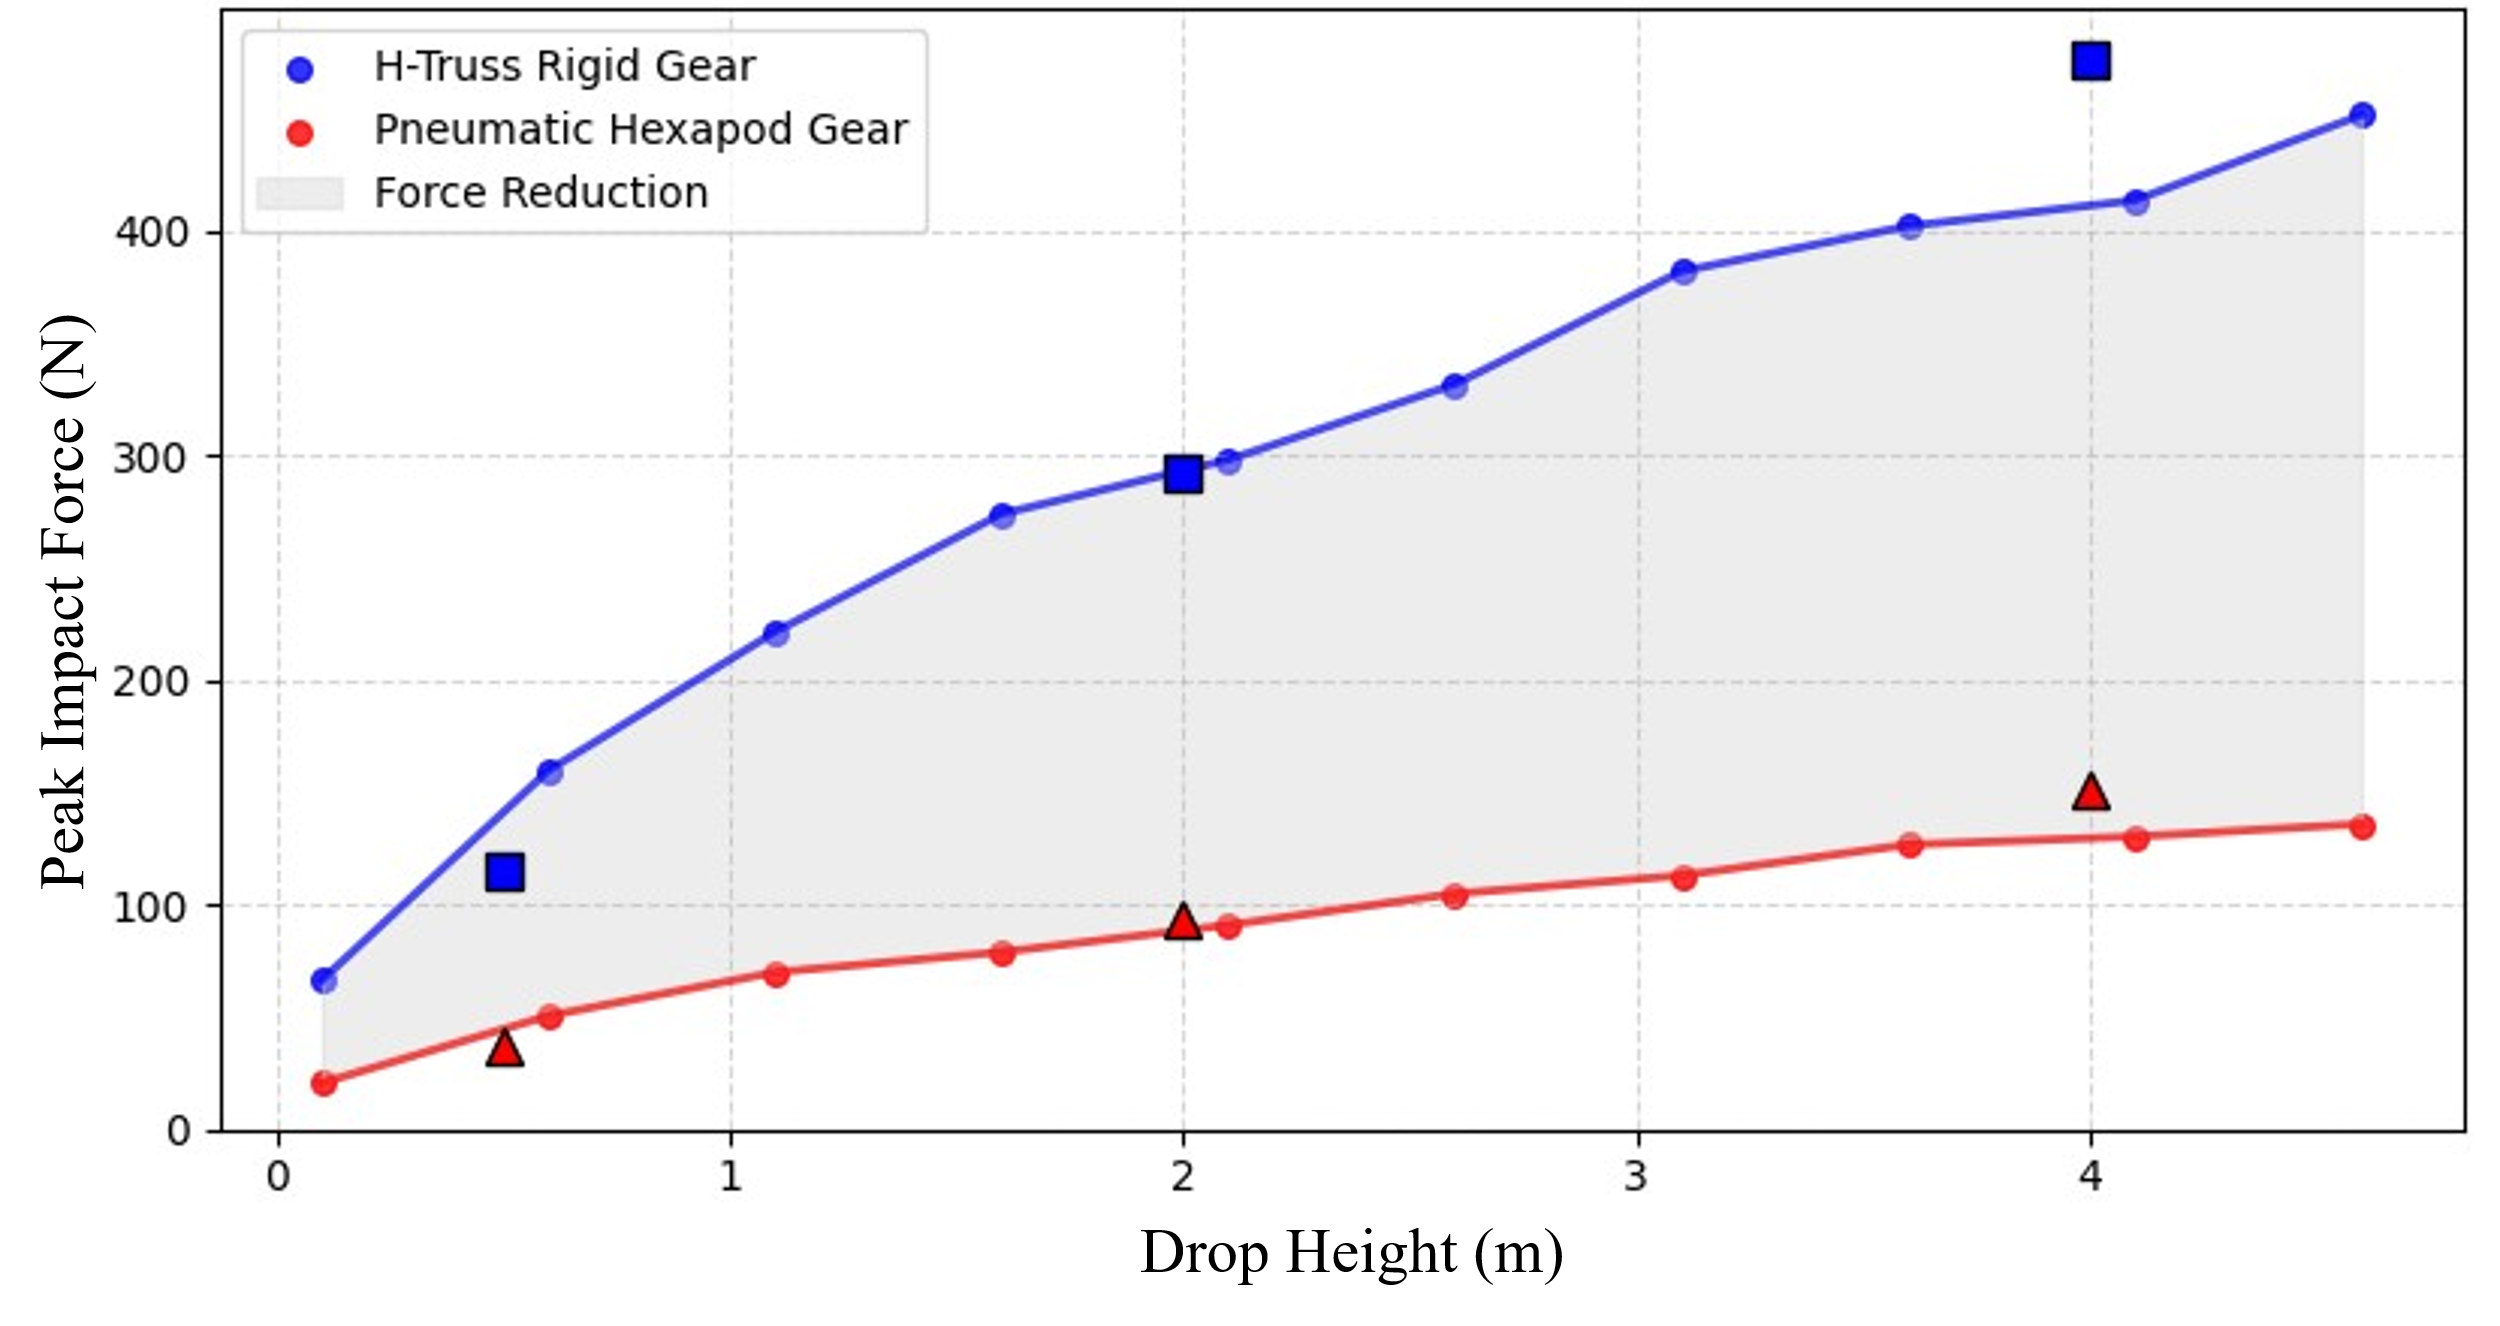 H-Truss Rigid Gear
Pneumatic Hexapod Gear
Force Reduction
400
300
200
100
0
Peak Impact Force (N)
0 1 2 3 4
Drop Height (m)